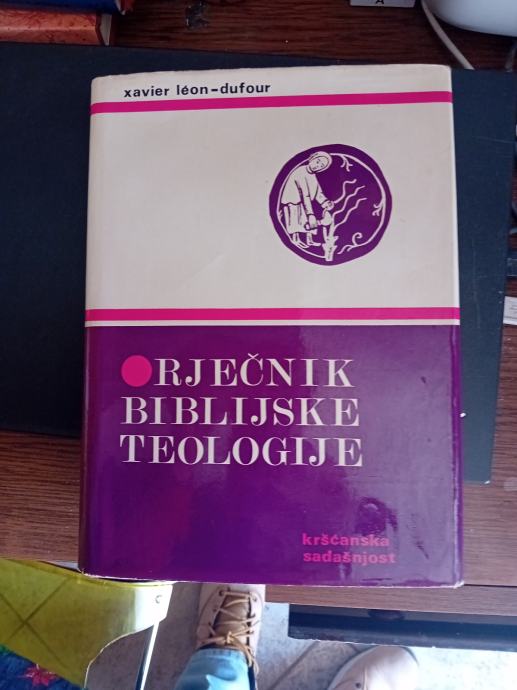 xavier léon-dufour
RJEČNIK
BIBLIJSKE
TEOLOGIJE
kršćanska
sadašnjost
A